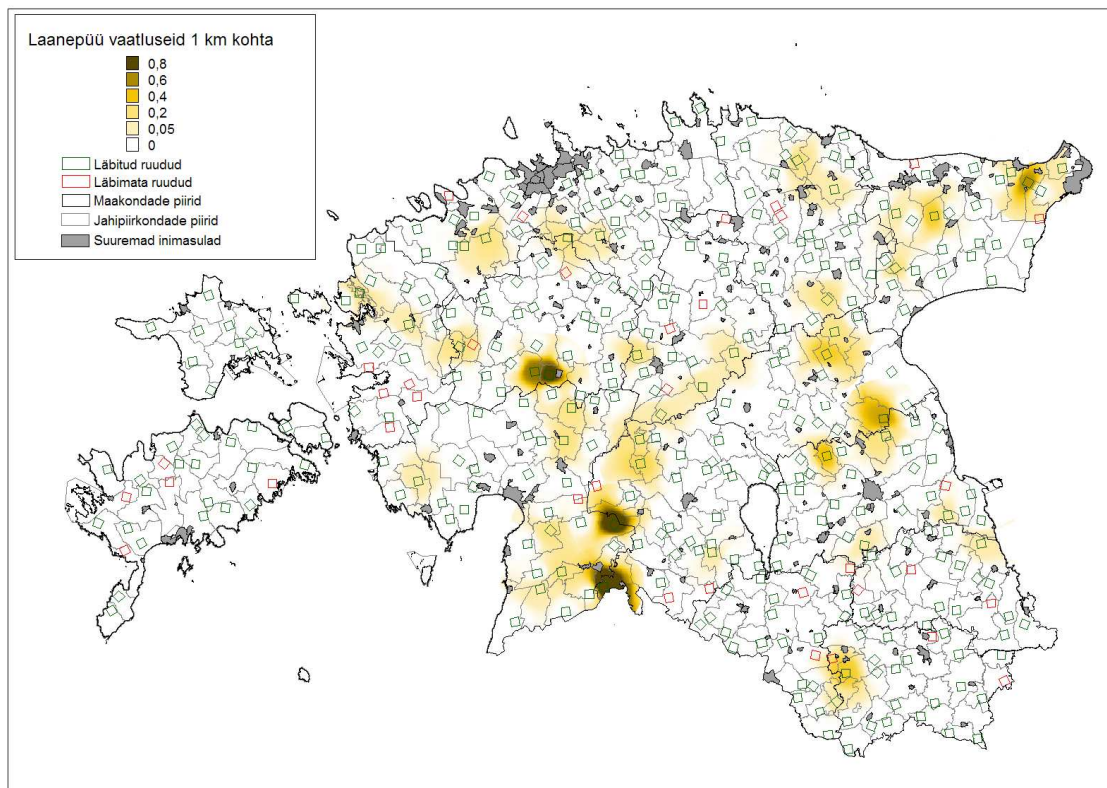 Laanepüü vaatluseid 1 km kohta
0,8
0,6
0,4
0,2
0,05
0
Läbitud ruudud
Läbimata ruudud
Maakondade piirid
Jahipiirkondade piirid
Suuremad inimasulad